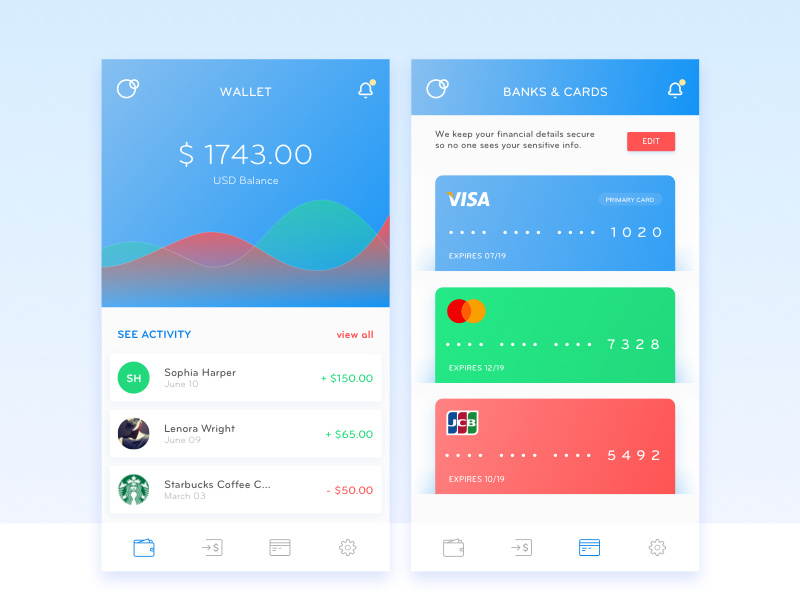 WALLET
$ 1743.00
USD Balance
SEE ACTIVITY
view all
SH
Sophia Harper
June 10
+ $150.00
Lenora Wright
June 09
+ $65.00
Starbucks Coffee C...
March 03
- $50.00
$
BANKS & CARDS
We keep your financial details secure
so no one sees your sensitive info.
EDIT
VISA
PRIMARY CARD
•••• •••• •••• 1020
EXPIRES 07/19
•••• •••• •••• 7328
EXPIRES 12/19
JCB
•••• •••• •••• 5492
EXPIRES 10/19
$